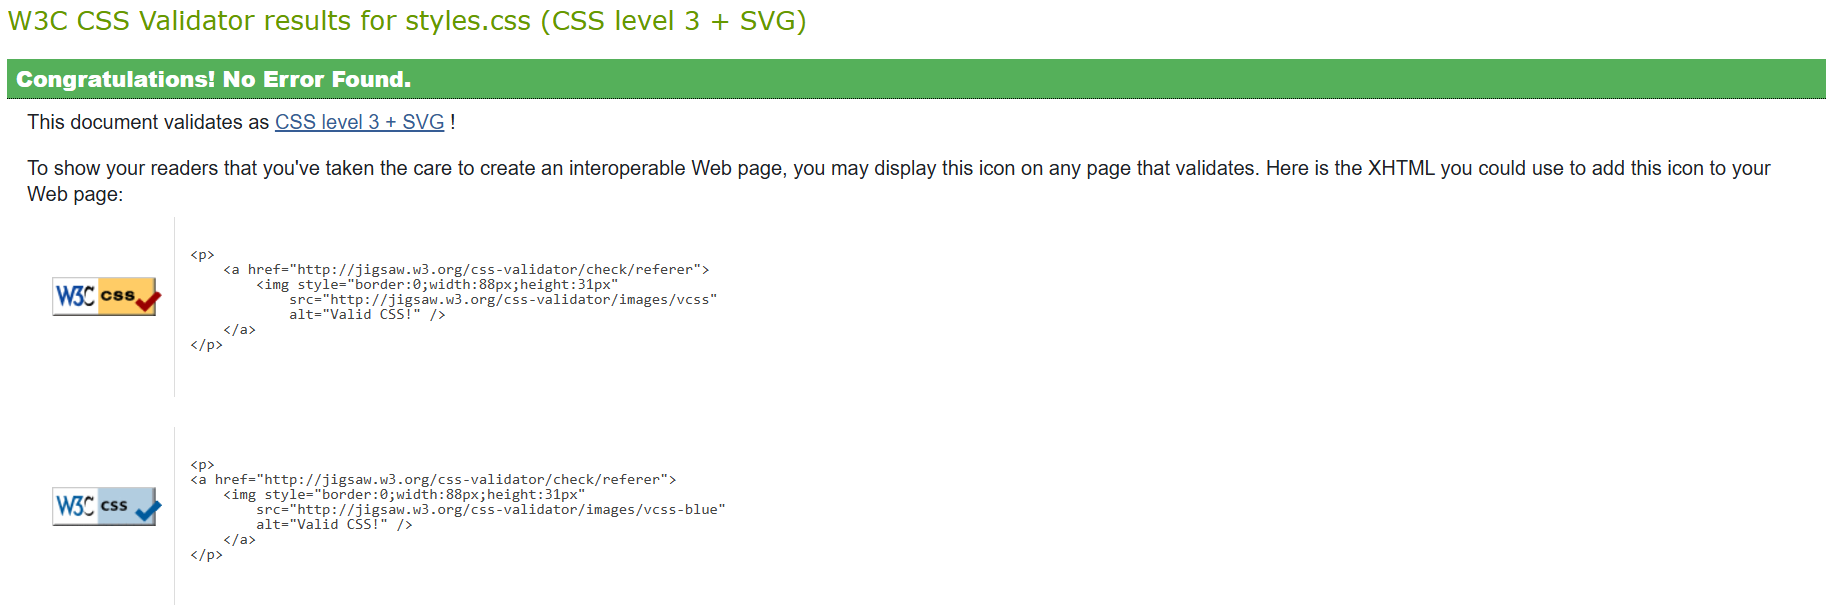 W3C CSS Validator results for styles.css (CSS level 3 + SVG)
Congratulations! No Error Found.
This document validates as CSS level 3 + SVG !
To show your readers that you've taken the care to create an interoperable Web page, you may display this icon on any page that validates. Here is the XHTML you could use to add this icon to your
Web page:
<p>
    <a href="http://jigsaw.w3.org/css-validator/check/referer">
        <img style="border:0;width:88px;height:31px"
W3C css
            src="http://jigsaw.w3.org/css-validator/images/vcss"
            alt="Valid CSS!" />
    </a>
</p>
<p>
<a href="http://jigsaw.w3.org/css-validator/check/referer">
    <img style="border:0;width:88px;height:31px"
W3C css
        src="http://jigsaw.w3.org/css-validator/images/vcss-blue"
        alt="Valid CSS!" />
    </a>
</p>